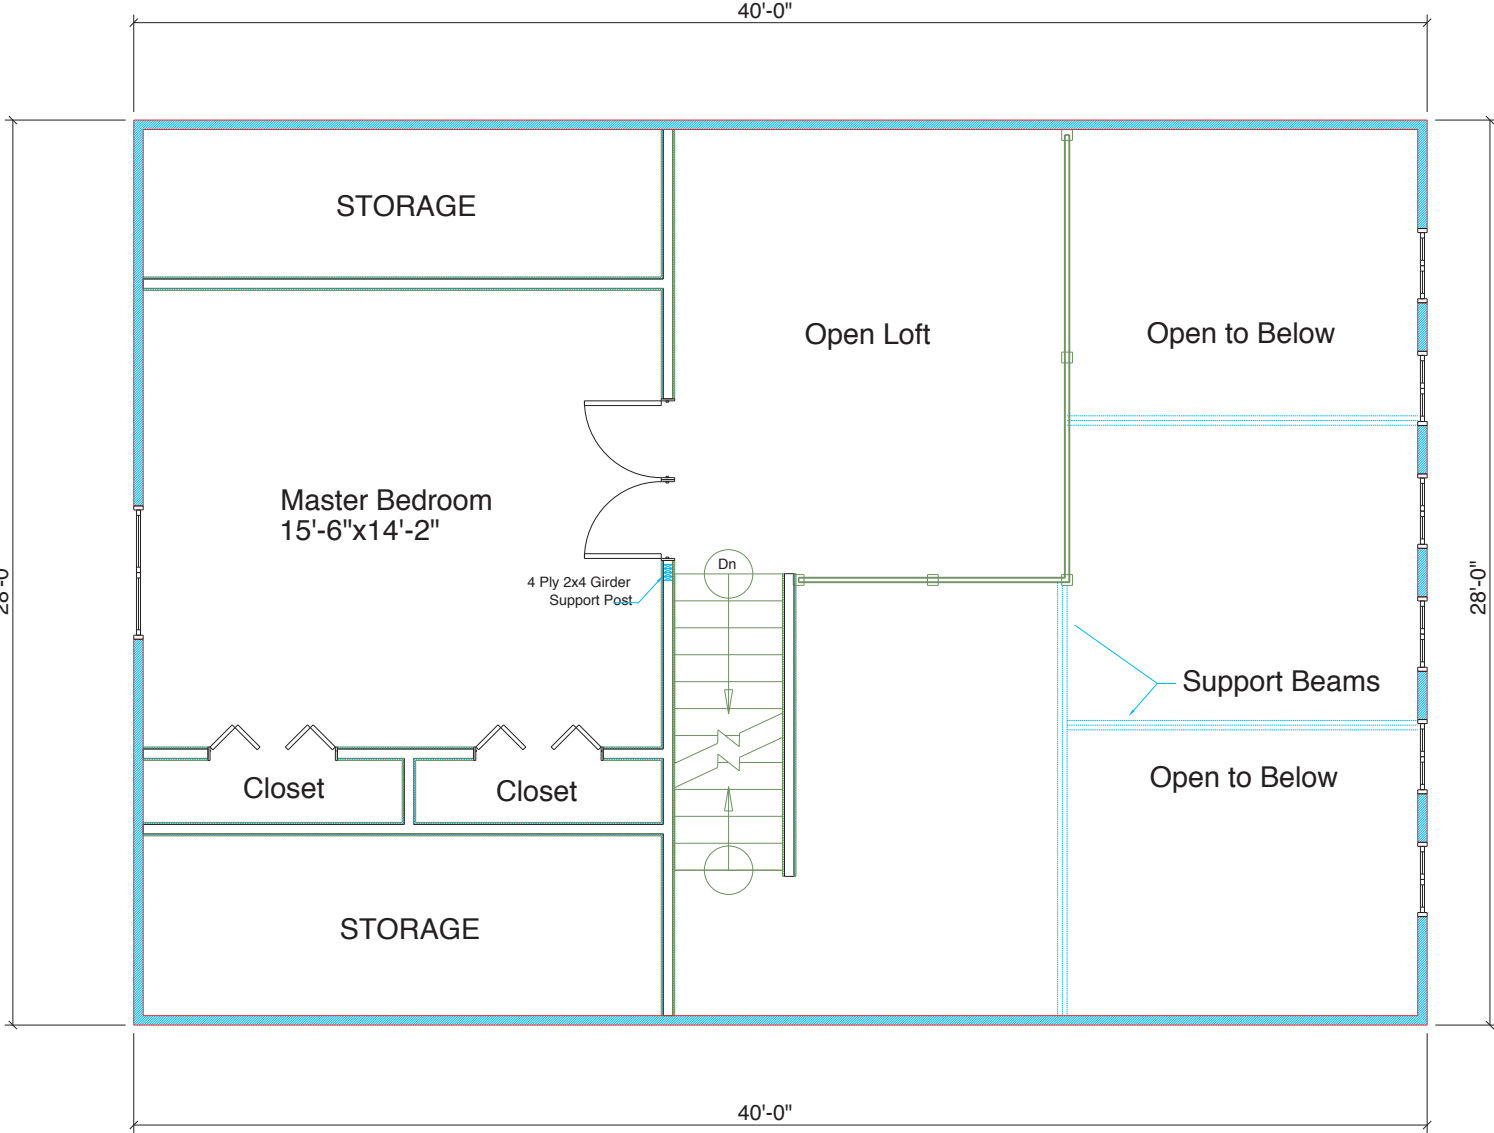 40'-0"
STORAGE
Open Loft
Open to Below
Master Bedroom
15'-6"x14'-2"
Dn
4 Ply 2x4 Girder
Support Post
28'-0"
Support Beams
Closet
Closet
Open to Below
STORAGE
40'-0"